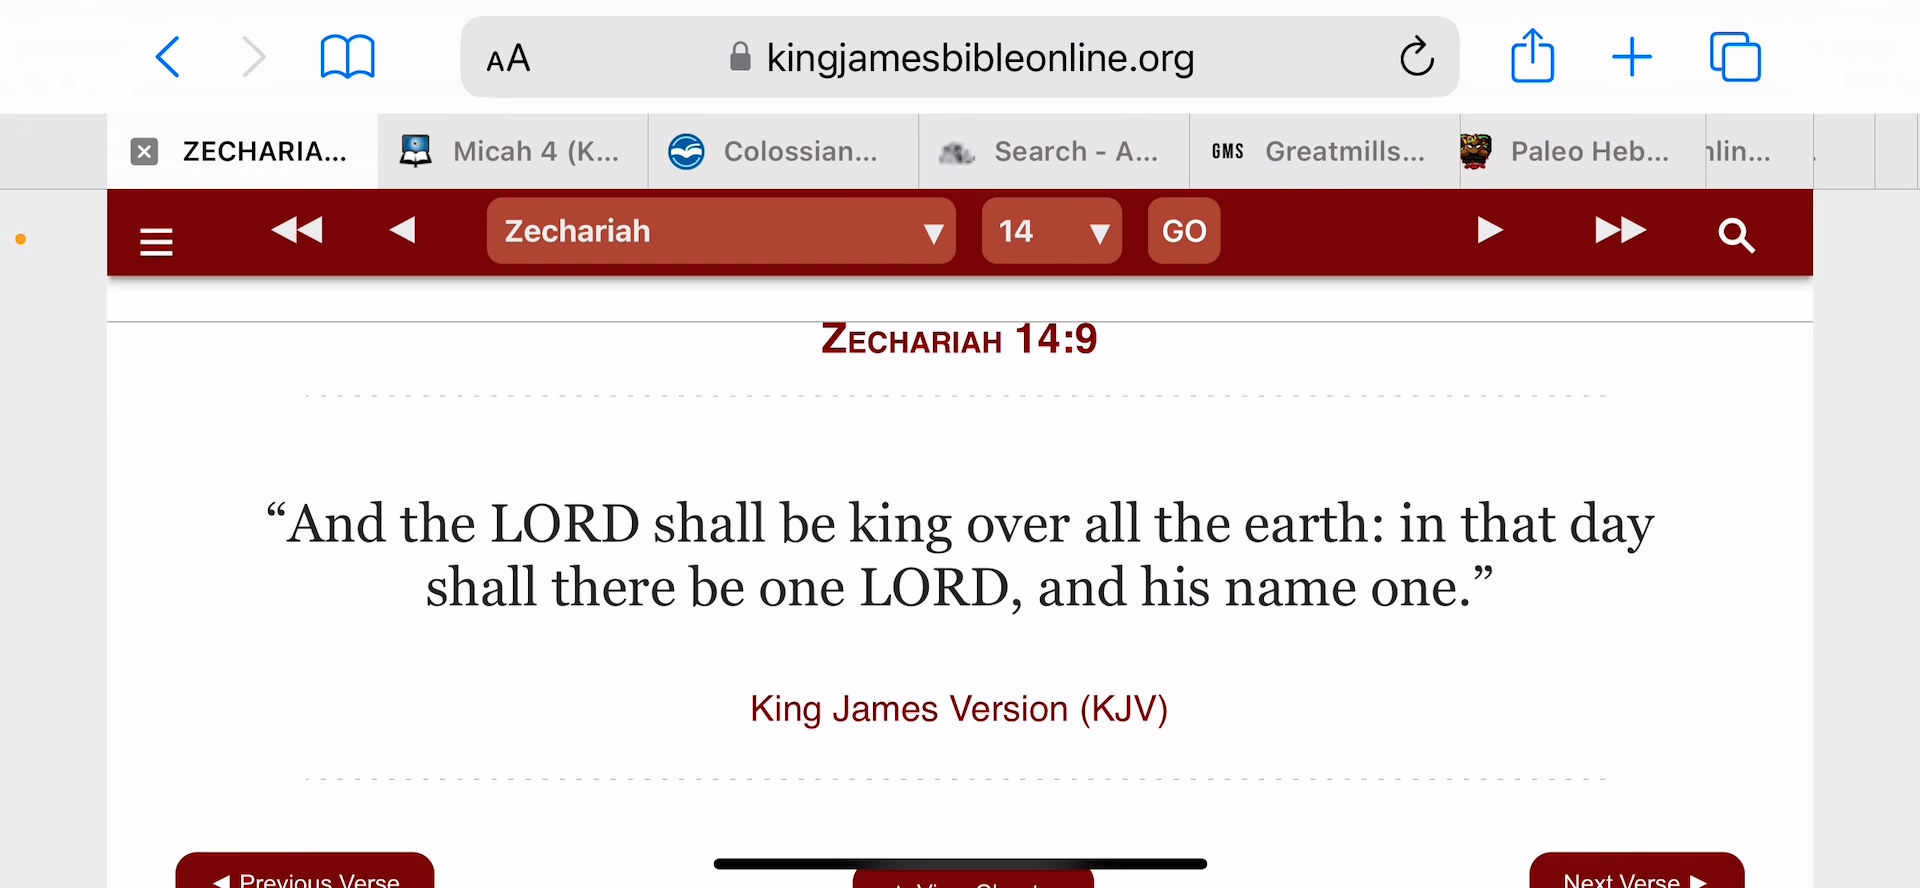 AA
kingjamesbibleonline.org
ZECHARIA...
Micah 4 (K...
Colossian...
Search - A...
GMS Greatmills...
Paleo Heb...
nlin...
Zechariah
14
GO
ZECHARIAH 14:9
“And the LORD shall be king over all the earth: in that day
shall there be one LORD, and his name one.”
King James Version (KJV)
Previous Verse
Next Verse